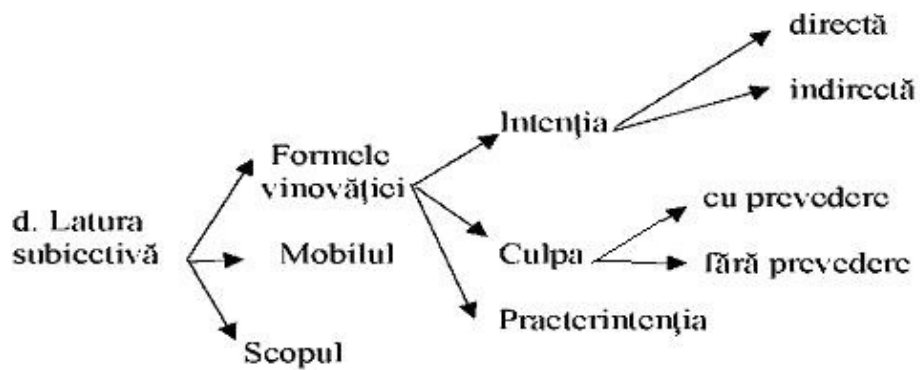 directă
indirectă
Intenţia
Formele
vinovăţiei
cu prevedere
d. Latura
subiectivă
Mobilul
Culpa
fără prevedere
Praeterintenţia
Scopul